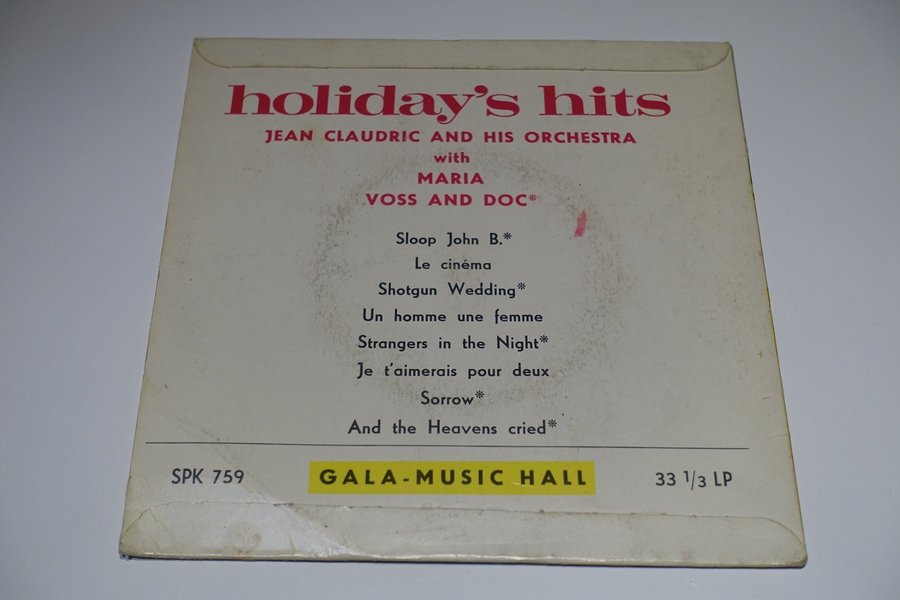 holiday's hits
JEAN CLAUDRIC AND HIS ORCHESTRA
with
MARIA
VOSS AND DOC*
Sloop John B.*
Le cinéma
Shotgun Wedding*
Un homme une femme
Strangers in the Night*
Je t'aimerais pour deux
Sorrow*
And the Heavens cried*
SPK 759 GALA-MUSIC HALL 33 1/3 LP